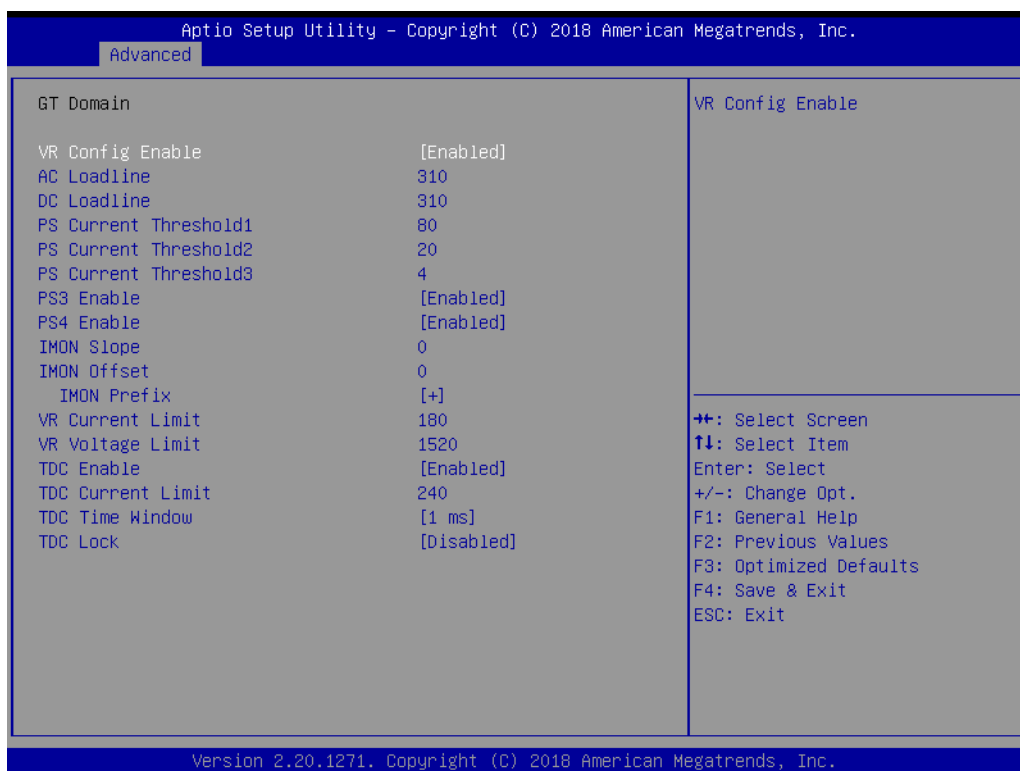 Aptio Setup Utility – Copyright (C) 2018 American Megatrends, Inc.
Advanced
GT Domain
VR Config Enable [Enabled]
AC Loadline 310
DC Loadline 310
PS Current Threshold1 80
PS Current Threshold2 20
PS Current Threshold3 4
PS3 Enable [Enabled]
PS4 Enable [Enabled]
IMON Slope 0
IMON Offset 0
IMON Prefix [+]
VR Current Limit 180
VR Voltage Limit 1520
TDC Enable [Enabled]
TDC Current Limit 240
TDC Time Window [1 ms]
TDC Lock [Disabled]
VR Config Enable
→←: Select Screen
↑↓: Select Item
Enter: Select
+/-: Change Opt.
F1: General Help
F2: Previous Values
F3: Optimized Defaults
F4: Save & Exit
ESC: Exit
Version 2.20.1271. Copyright (C) 2018 American Megatrends, Inc.